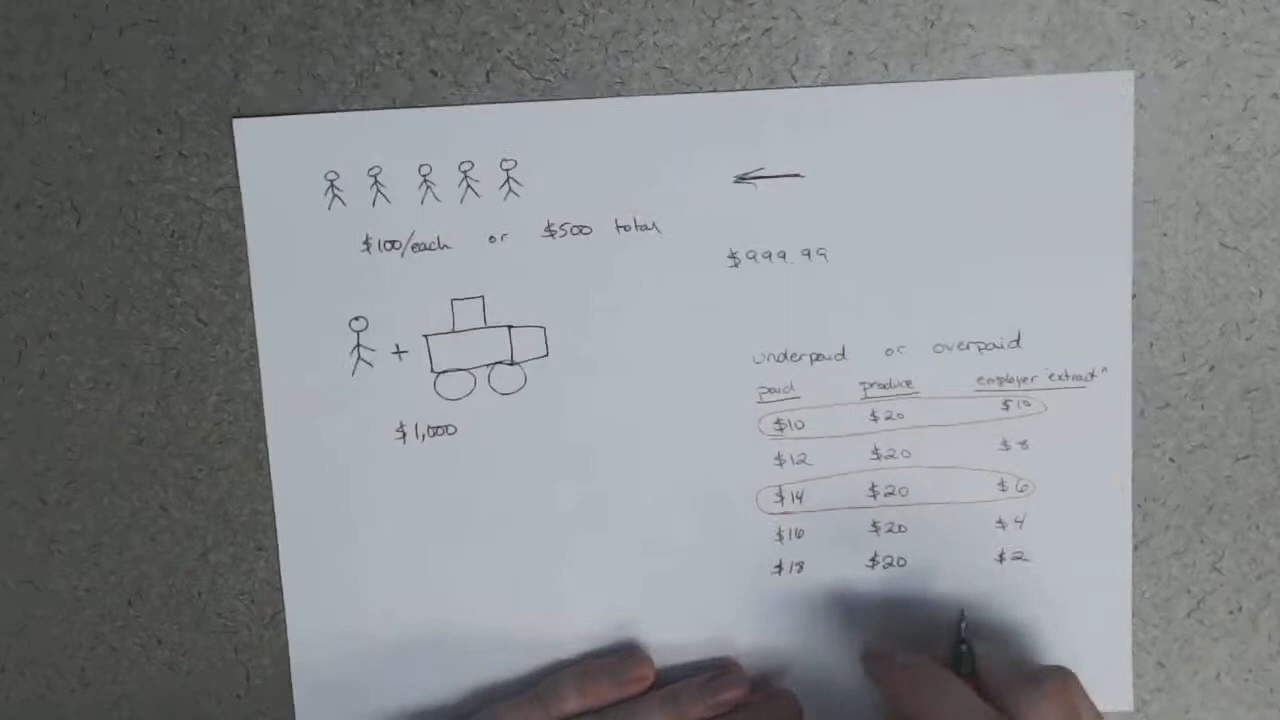 $100/each or $500 total
$999.99
+
$1,000
underpaid or overpaid
paid produce employer "extract"
$10 $20 $10
$12 $20 $8
$14 $20 $6
$16 $20 $4
$18 $20 $2